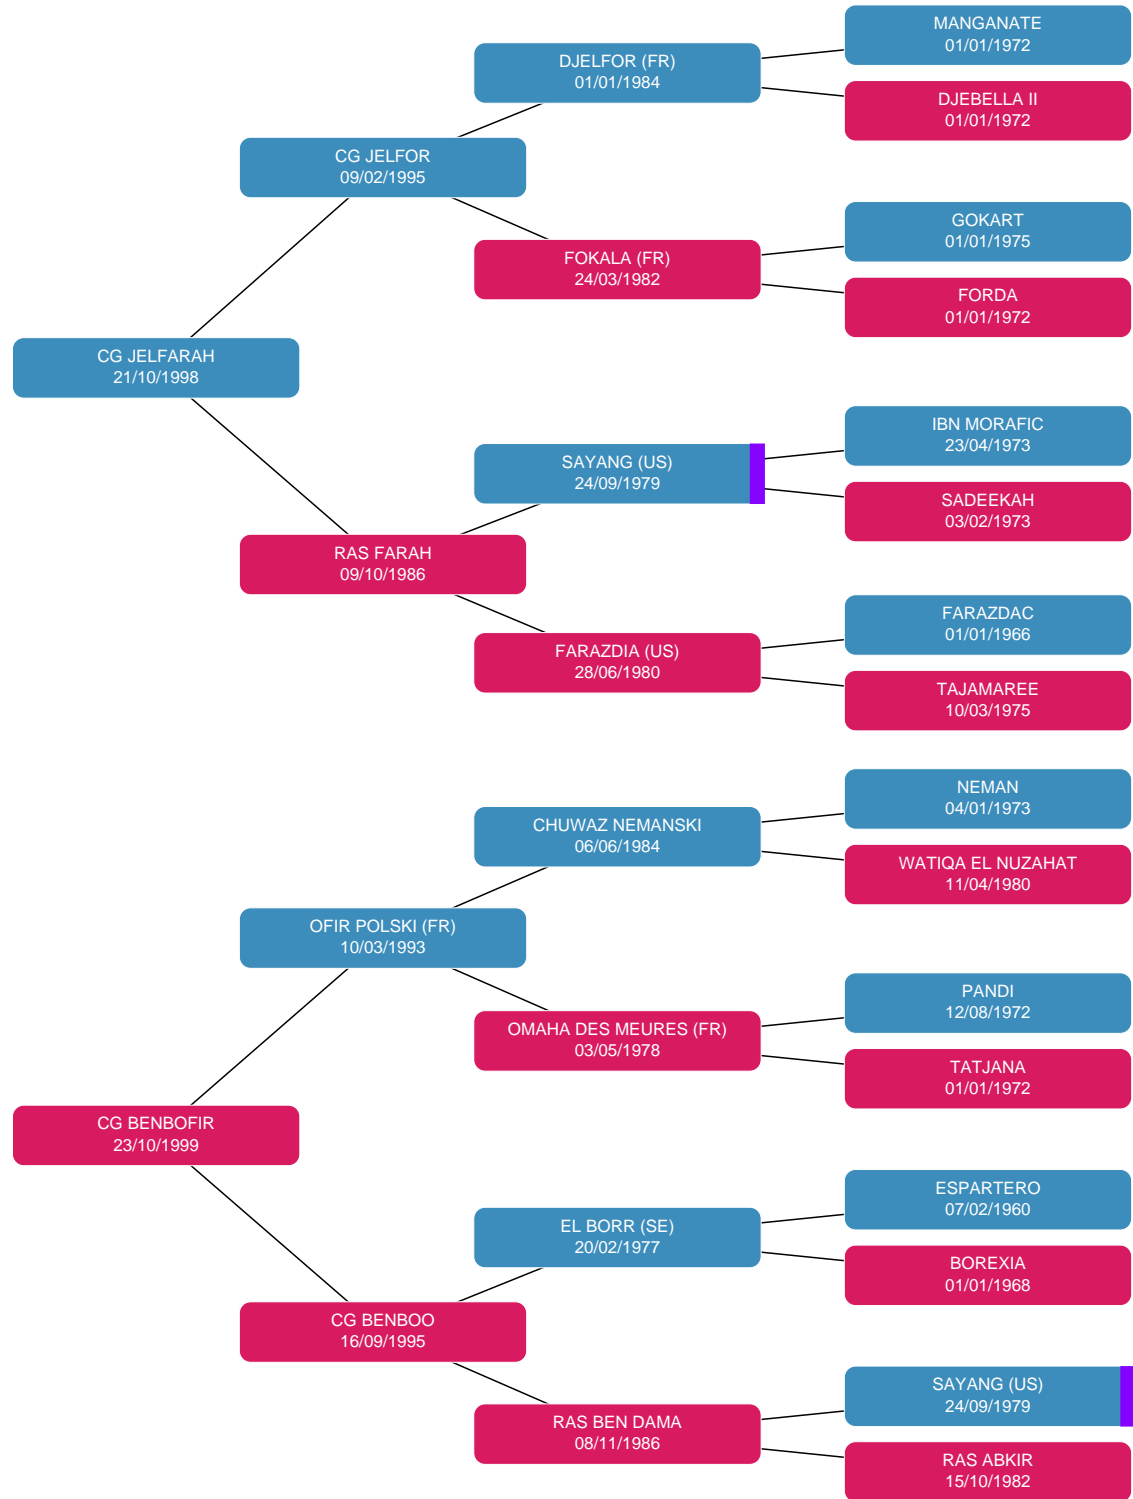 MANGANATE
01/01/1972
DJELFOR (FR)
01/01/1984
DJEBELLA II
01/01/1972
CG JELFOR
09/02/1995
GOKART
01/01/1975
FOKALA (FR)
24/03/1982
FORDA
01/01/1972
CG JELFARAH
21/10/1998
IBN MORAFIC
23/04/1973
SAYANG (US)
24/09/1979
SADEEKAH
03/02/1973
RAS FARAH
09/10/1986
FARAZDAC
01/01/1966
FARAZDIA (US)
28/06/1980
TAJAMAREE
10/03/1975
NEMAN
04/01/1973
CHUWAZ NEMANSKI
06/06/1984
WATIQA EL NUZAHAT
11/04/1980
OFIR POLSKI (FR)
10/03/1993
PANDI
12/08/1972
OMAHA DES MEURES (FR)
03/05/1978
TATJANA
01/01/1972
CG BENBOFIR
23/10/1999
ESPARTERO
07/02/1960
EL BORR (SE)
20/02/1977
BOREXIA
01/01/1968
CG BENBOO
16/09/1995
SAYANG (US)
24/09/1979
RAS BEN DAMA
08/11/1986
RAS ABKIR
15/10/1982